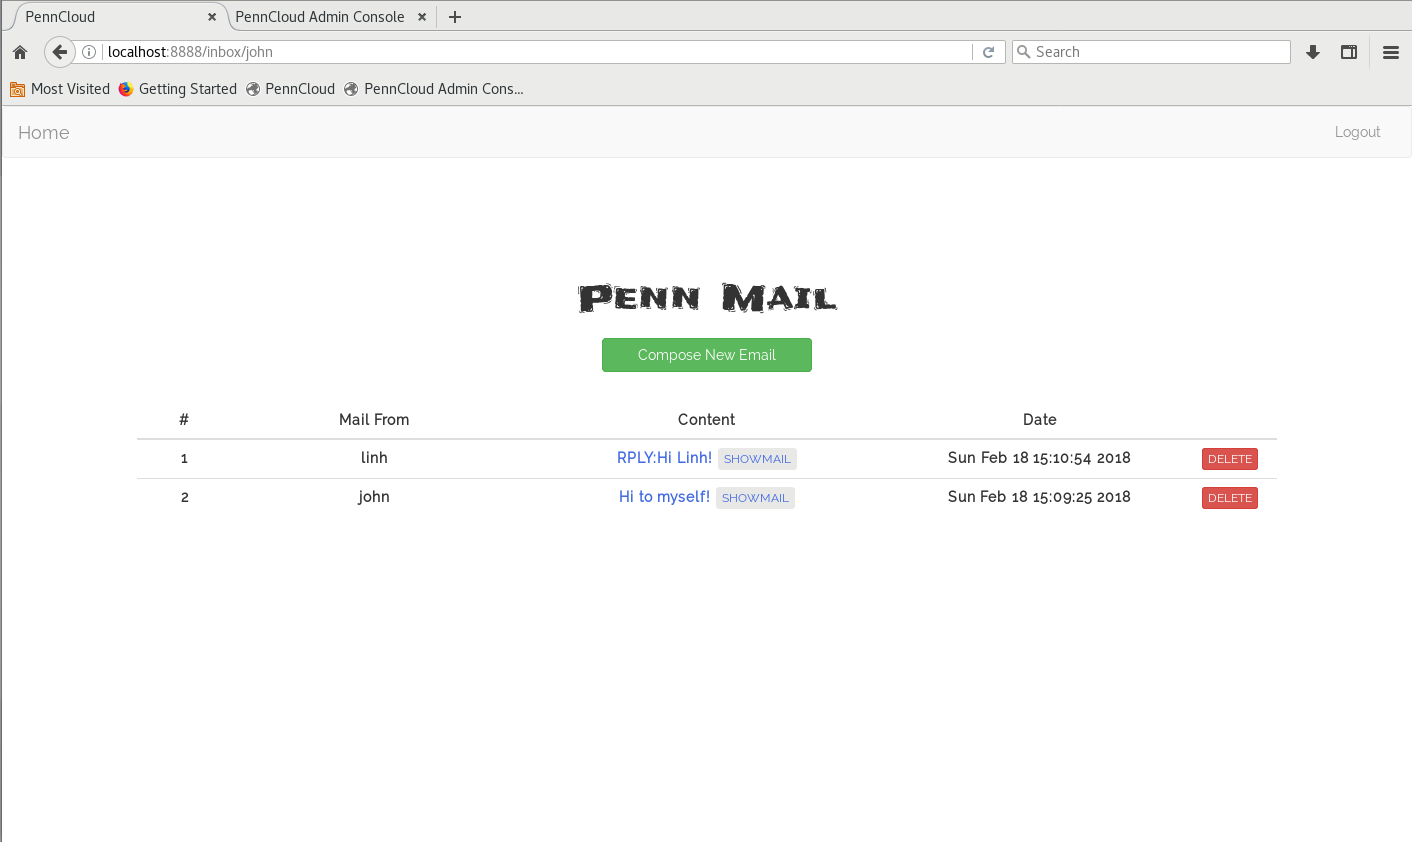 PennCloud PennCloud Admin Console
localhost:8888/inbox/john Search
Most Visited Getting Started PennCloud PennCloud Admin Cons...
Home Logout
Penn Mail
Compose New Email
# Mail From Content Date
1 linh RPLY:Hi Linh! SHOWMAIL Sun Feb 18 15:10:54 2018 DELETE
2 john Hi to myself! SHOWMAIL Sun Feb 18 15:09:25 2018 DELETE